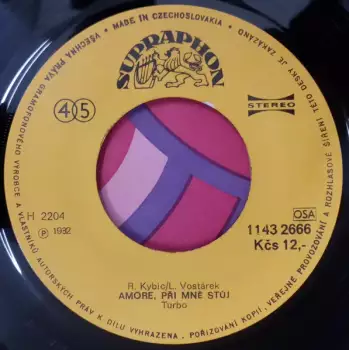 VŠECHNA PRÁVA GRAMOFONOVÉHO VÝROBCE A VLASTNÍKŮ AUTORSKÝCH PRÁV K DÍLU VYHRAZENA. POŘIZOVÁNÍ KOPIÍ, VEŘEJNÉ PROVOZOVÁNÍ A ROZHLASOVÉ ŠÍŘENÍ TÉTO DESKY JE ZAKÁZÁNO
• MADE IN CZECHOSLOVAKIA •
SUPRAPHON
45
STEREO
H 2204
℗ 1982
OSA
1143 2666
Kčs 12,-
R. Kybic/L. Vostárek
AMORE, PŘI MNĚ STŮJ
Turbo